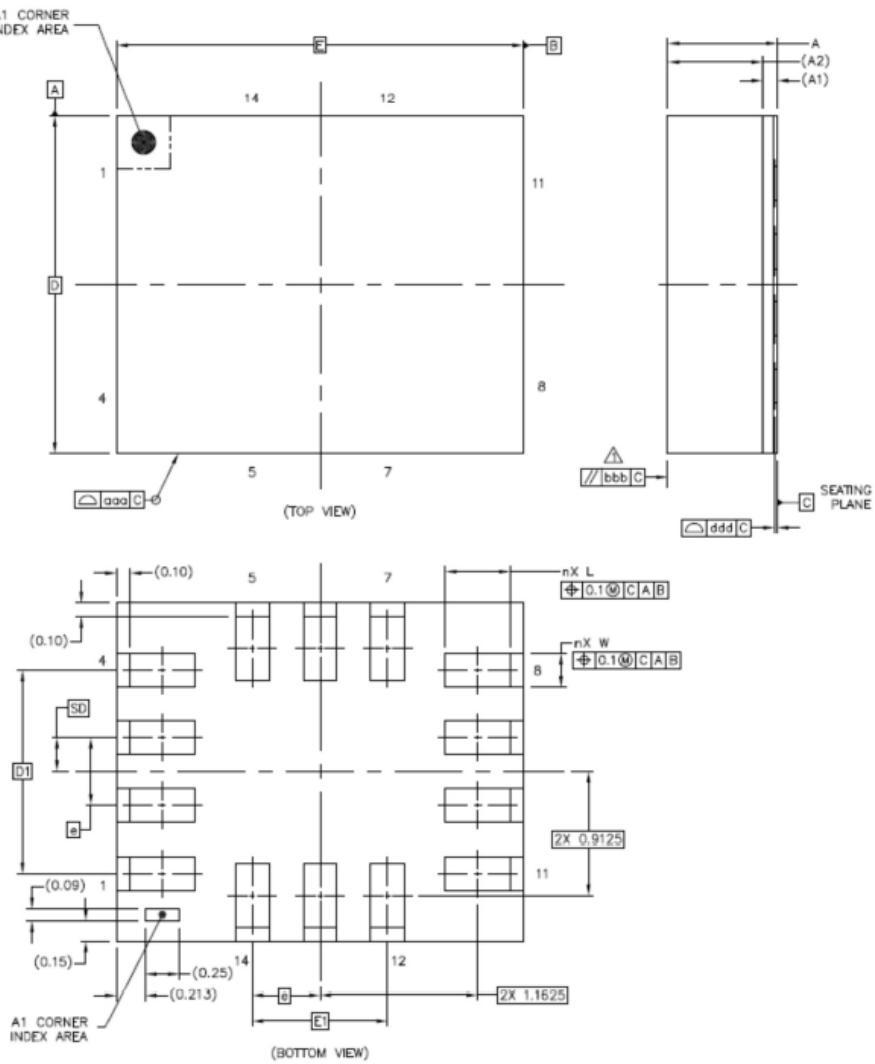 A1 CORNER
INDEX AREA
E
B
A
14
12
1
11
D
4
8
5
7
aaa C
(TOP VIEW)
A
(A2)
(A1)
1
// bbb C
C
SEATING
PLANE
ddd C
(0.10)
5
7
nX L
⌖ 0.1 Ⓜ C A B
(0.10)
4
nX W
⌖ 0.1 Ⓜ C A B
8
SD
D1
e
2X 0.9125
1
11
(0.09)
(0.15)
(0.25)
14
12
(0.213)
e
2X 1.1625
E1
A1 CORNER
INDEX AREA
(BOTTOM VIEW)